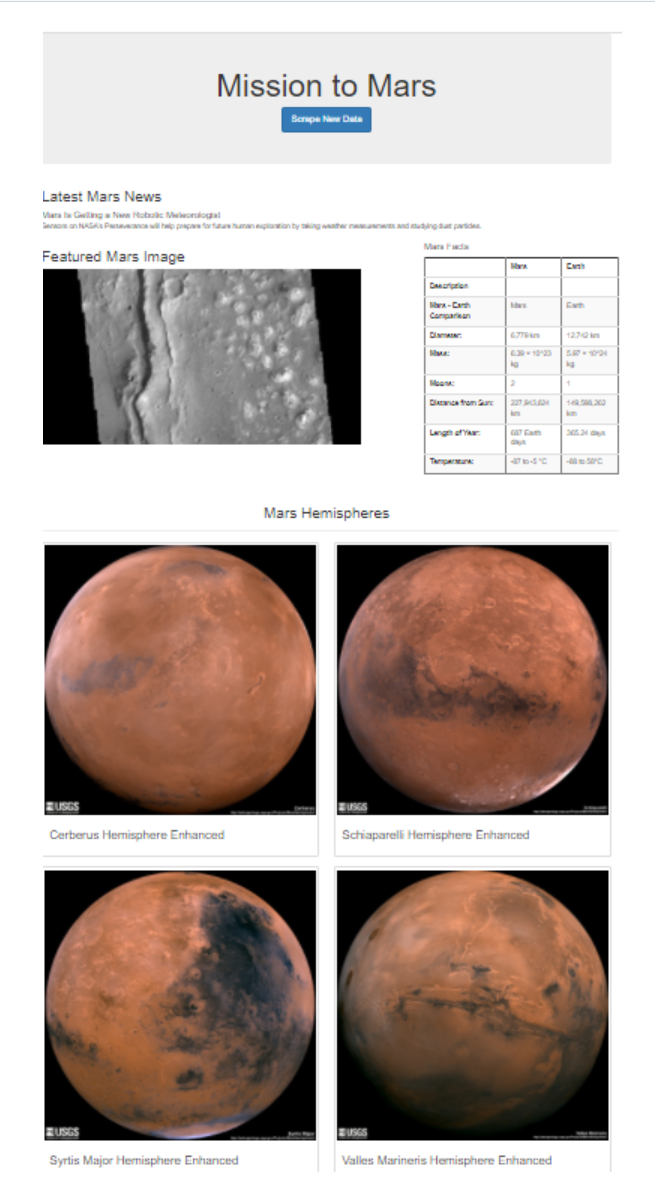 Mission to Mars
Scrape New Data
Latest Mars News
Mars Is Getting a New Robotic Meteorologist
Sensors on NASA's Perseverance will help prepare for future human exploration by taking weather measurements and studying dust particles.
Featured Mars Image
Mars Facts
Mars Earth
Description
Mars - Earth Comparison Mars Earth
Diameter: 6,779 km 12,742 km
Mass: 6.39 × 10^23 kg 5.97 × 10^24 kg
Moons: 2 1
Distance from Sun: 227,943,824 km 149,598,262 km
Length of Year: 687 Earth days 365.24 days
Temperature: -87 to -5 °C -88 to 58°C
Mars Hemispheres
USGS Cerberus
USGS Schiaparelli
Cerberus Hemisphere Enhanced
Schiaparelli Hemisphere Enhanced
USGS Syrtis Major
USGS Valles Marineris
Syrtis Major Hemisphere Enhanced
Valles Marineris Hemisphere Enhanced